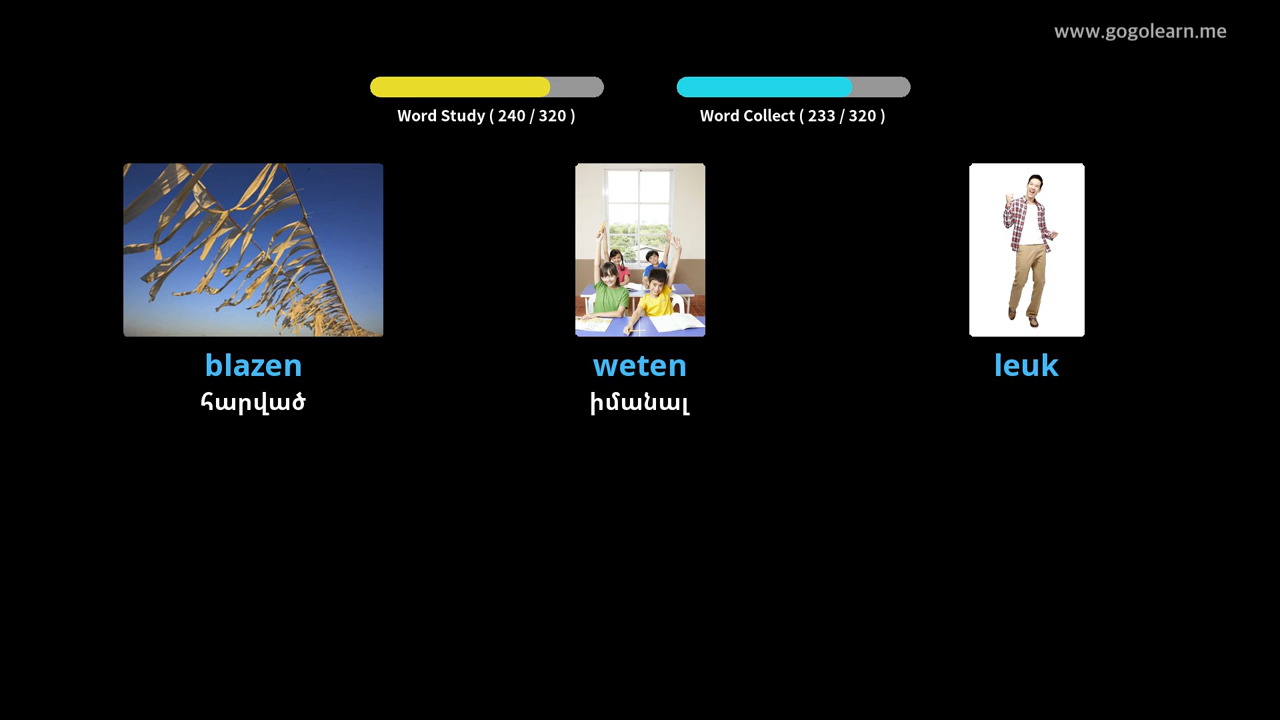 www.gogolearn.me
Word Study ( 240 / 320 )
Word Collect ( 233 / 320 )
blazen
weten
leuk
հարված
իմանալ